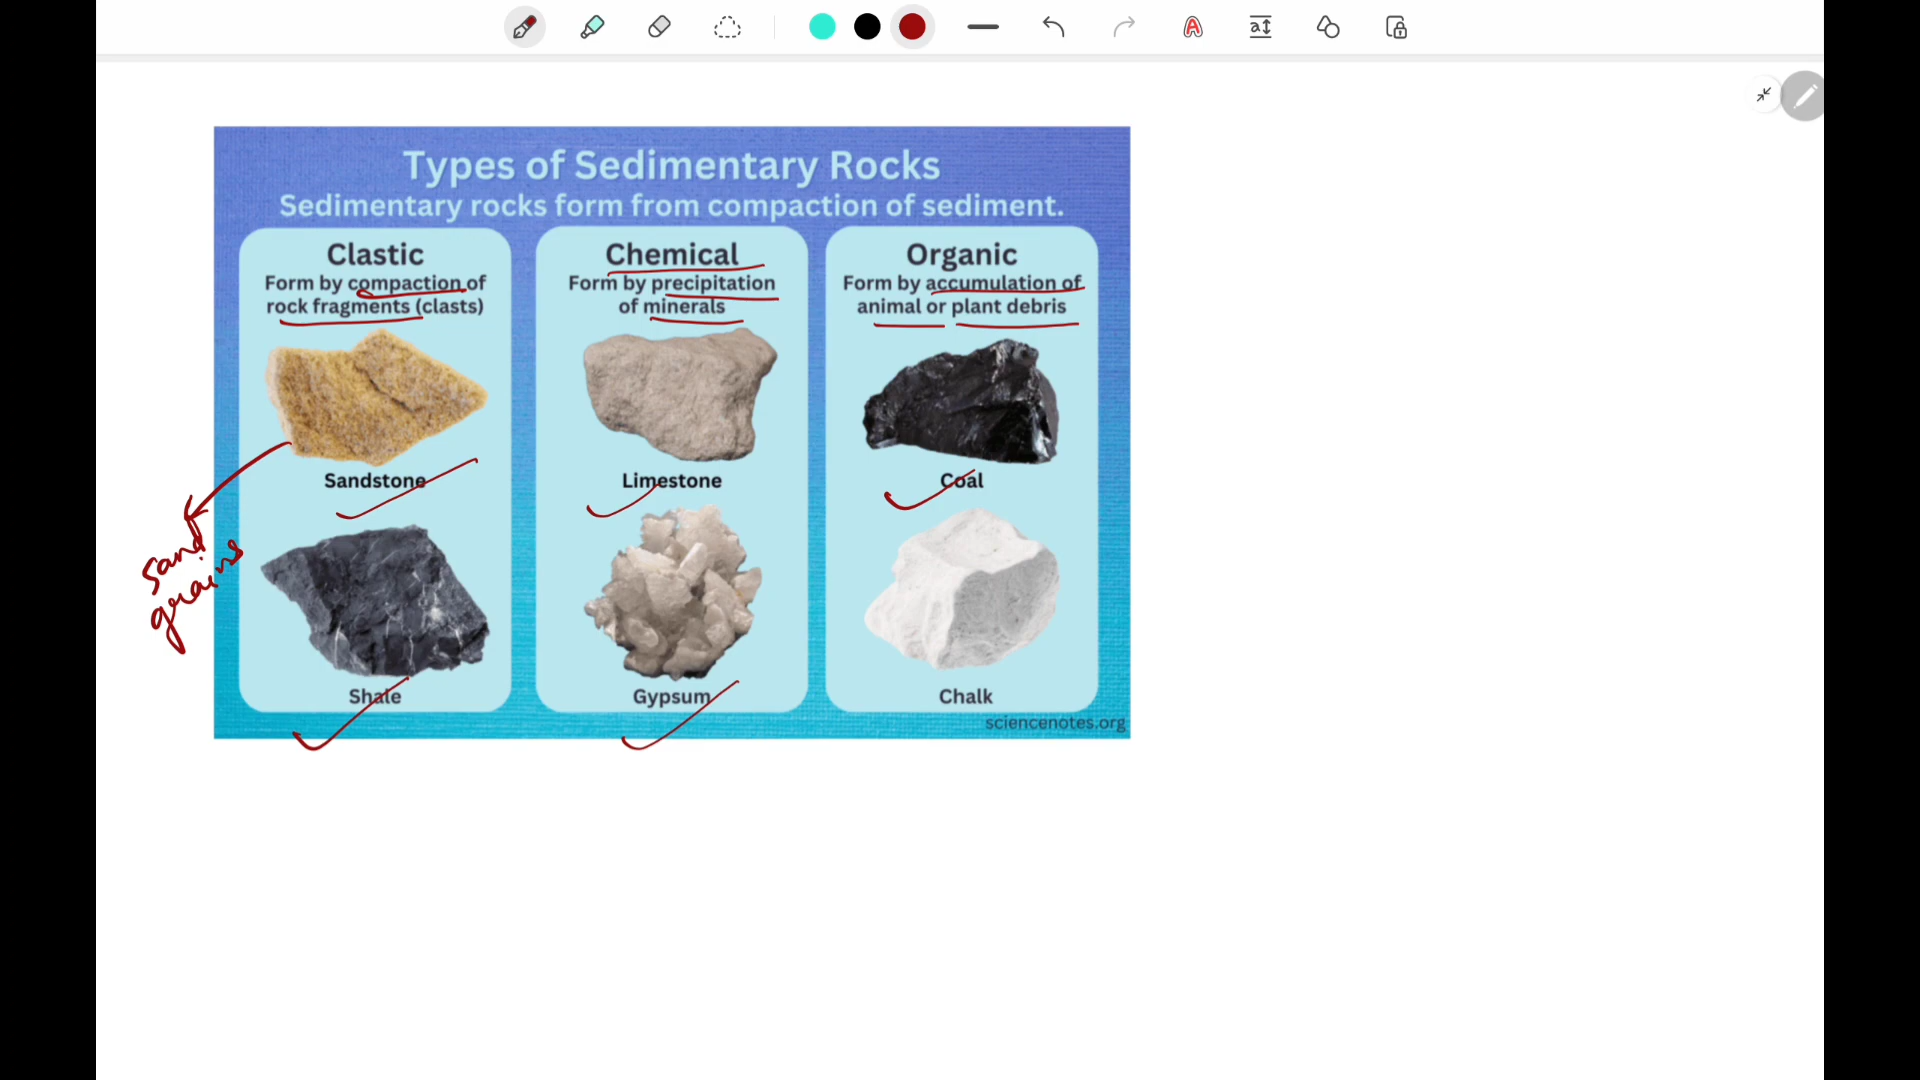 Types of Sedimentary Rocks
Sedimentary rocks form from compaction of sediment.
Clastic
Form by compaction of
rock fragments (clasts)
Sandstone
Shale
Chemical
Form by precipitation
of minerals
Limestone
Gypsum
Organic
Form by accumulation of
animal or plant debris
Coal
Chalk
sciencenotes.org
sand
grains